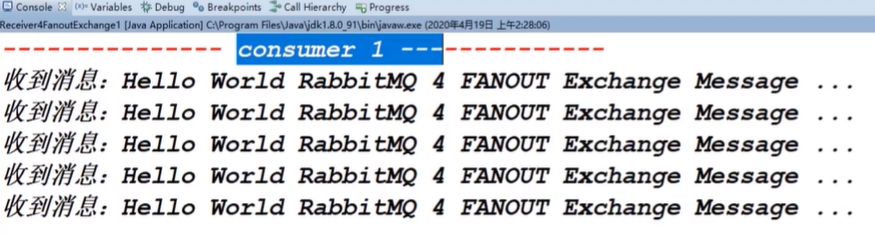 Console Variables Debug Breakpoints Call Hierarchy Progress
Receiver4FanoutExchange1 [Java Application] C:\Program Files\Java\jdk1.8.0_91\bin\javaw.exe (2020年4月19日 上午2:28:06)
---------------- consumer 1 --------------
收到消息：Hello World RabbitMQ 4 FANOUT Exchange Message ...
收到消息：Hello World RabbitMQ 4 FANOUT Exchange Message ...
收到消息：Hello World RabbitMQ 4 FANOUT Exchange Message ...
收到消息：Hello World RabbitMQ 4 FANOUT Exchange Message ...
收到消息：Hello World RabbitMQ 4 FANOUT Exchange Message ...